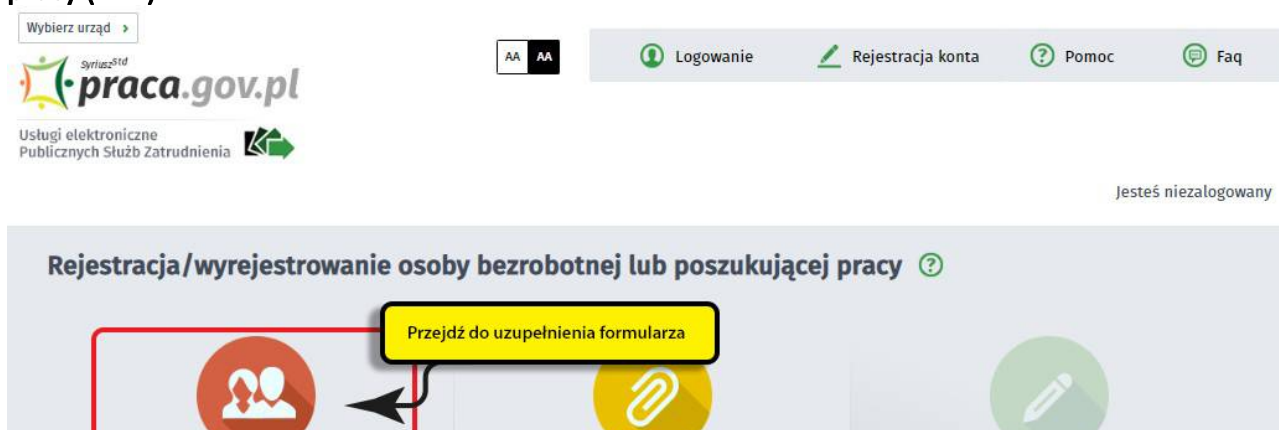 Wybierz urząd
AA AA
Logowanie
Rejestracja konta
Pomoc
Faq
SyriuszStd
praca.gov.pl
Usługi elektroniczne
Publicznych Służb Zatrudnienia
Jesteś niezalogowany
Rejestracja/wyrejestrowanie osoby bezrobotnej lub poszukującej pracy ?
Przejdź do uzupełnienia formularza